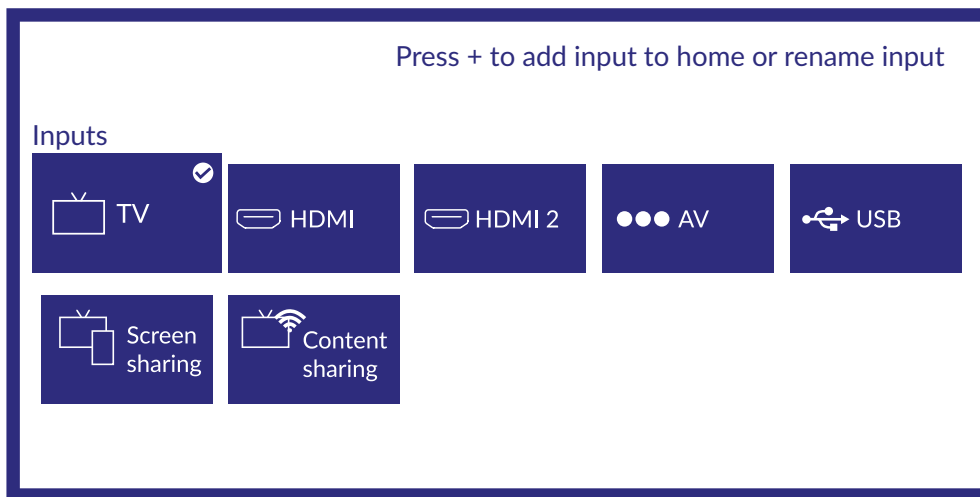 Press + to add input to home or rename input
Inputs
TV
HDMI
HDMI 2
AV
USB
Screen
sharing
Content
sharing